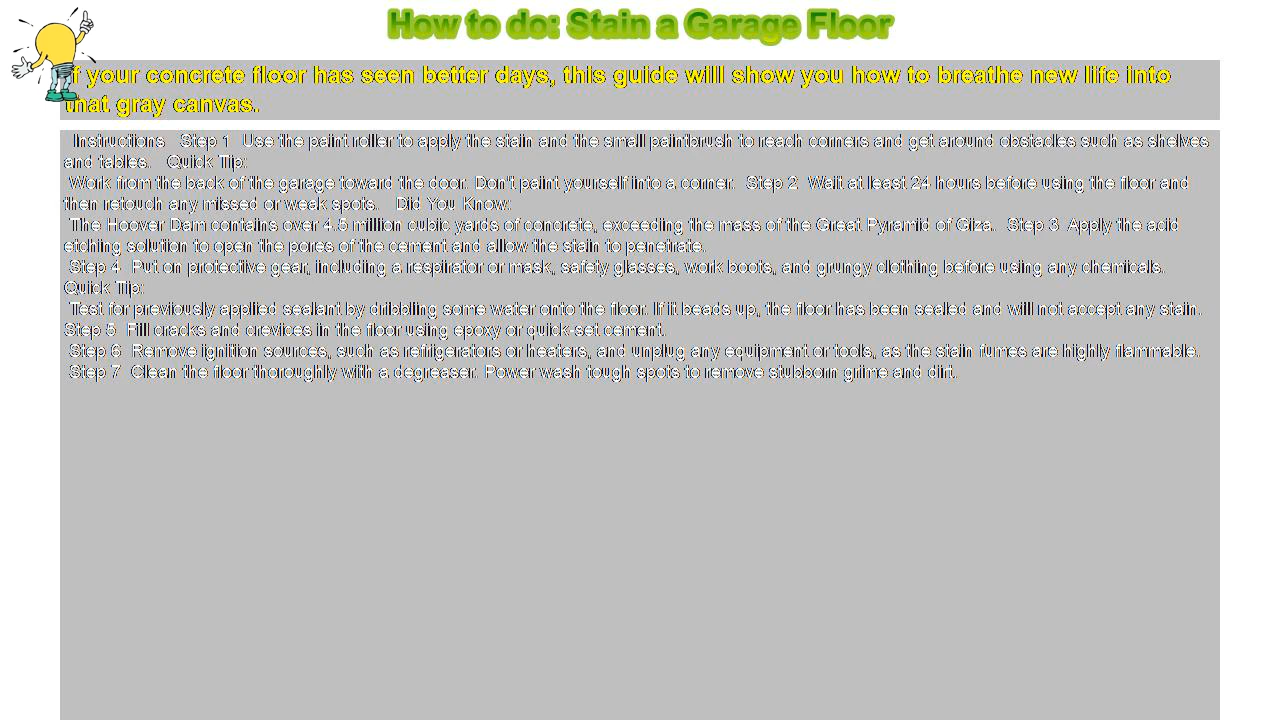 How to do: Stain a Garage Floor
If your concrete floor has seen better days, this guide will show you how to breathe new life into
that gray canvas.
Instructions Step 1 Use the paint roller to apply the stain and the small paintbrush to reach corners and get around obstacles such as shelves
and tables. Quick Tip:
Work from the back of the garage toward the door. Don't paint yourself into a corner. Step 2 Wait at least 24 hours before using the floor and
then retouch any missed or weak spots. Did You Know:
The Hoover Dam contains over 4.5 million cubic yards of concrete, exceeding the mass of the Great Pyramid of Giza. Step 3 Apply the acid
etching solution to open the pores of the cement and allow the stain to penetrate.
Step 4 Put on protective gear, including a respirator or mask, safety glasses, work boots, and grungy clothing before using any chemicals.
Quick Tip:
Test for previously applied sealant by dribbling some water onto the floor. If it beads up, the floor has been sealed and will not accept any stain.
Step 5 Fill cracks and crevices in the floor using epoxy or quick-set cement.
Step 6 Remove ignition sources, such as refrigerators or heaters, and unplug any equipment or tools, as the stain fumes are highly flammable.
Step 7 Clean the floor thoroughly with a degreaser. Power wash tough spots to remove stubborn grime and dirt.